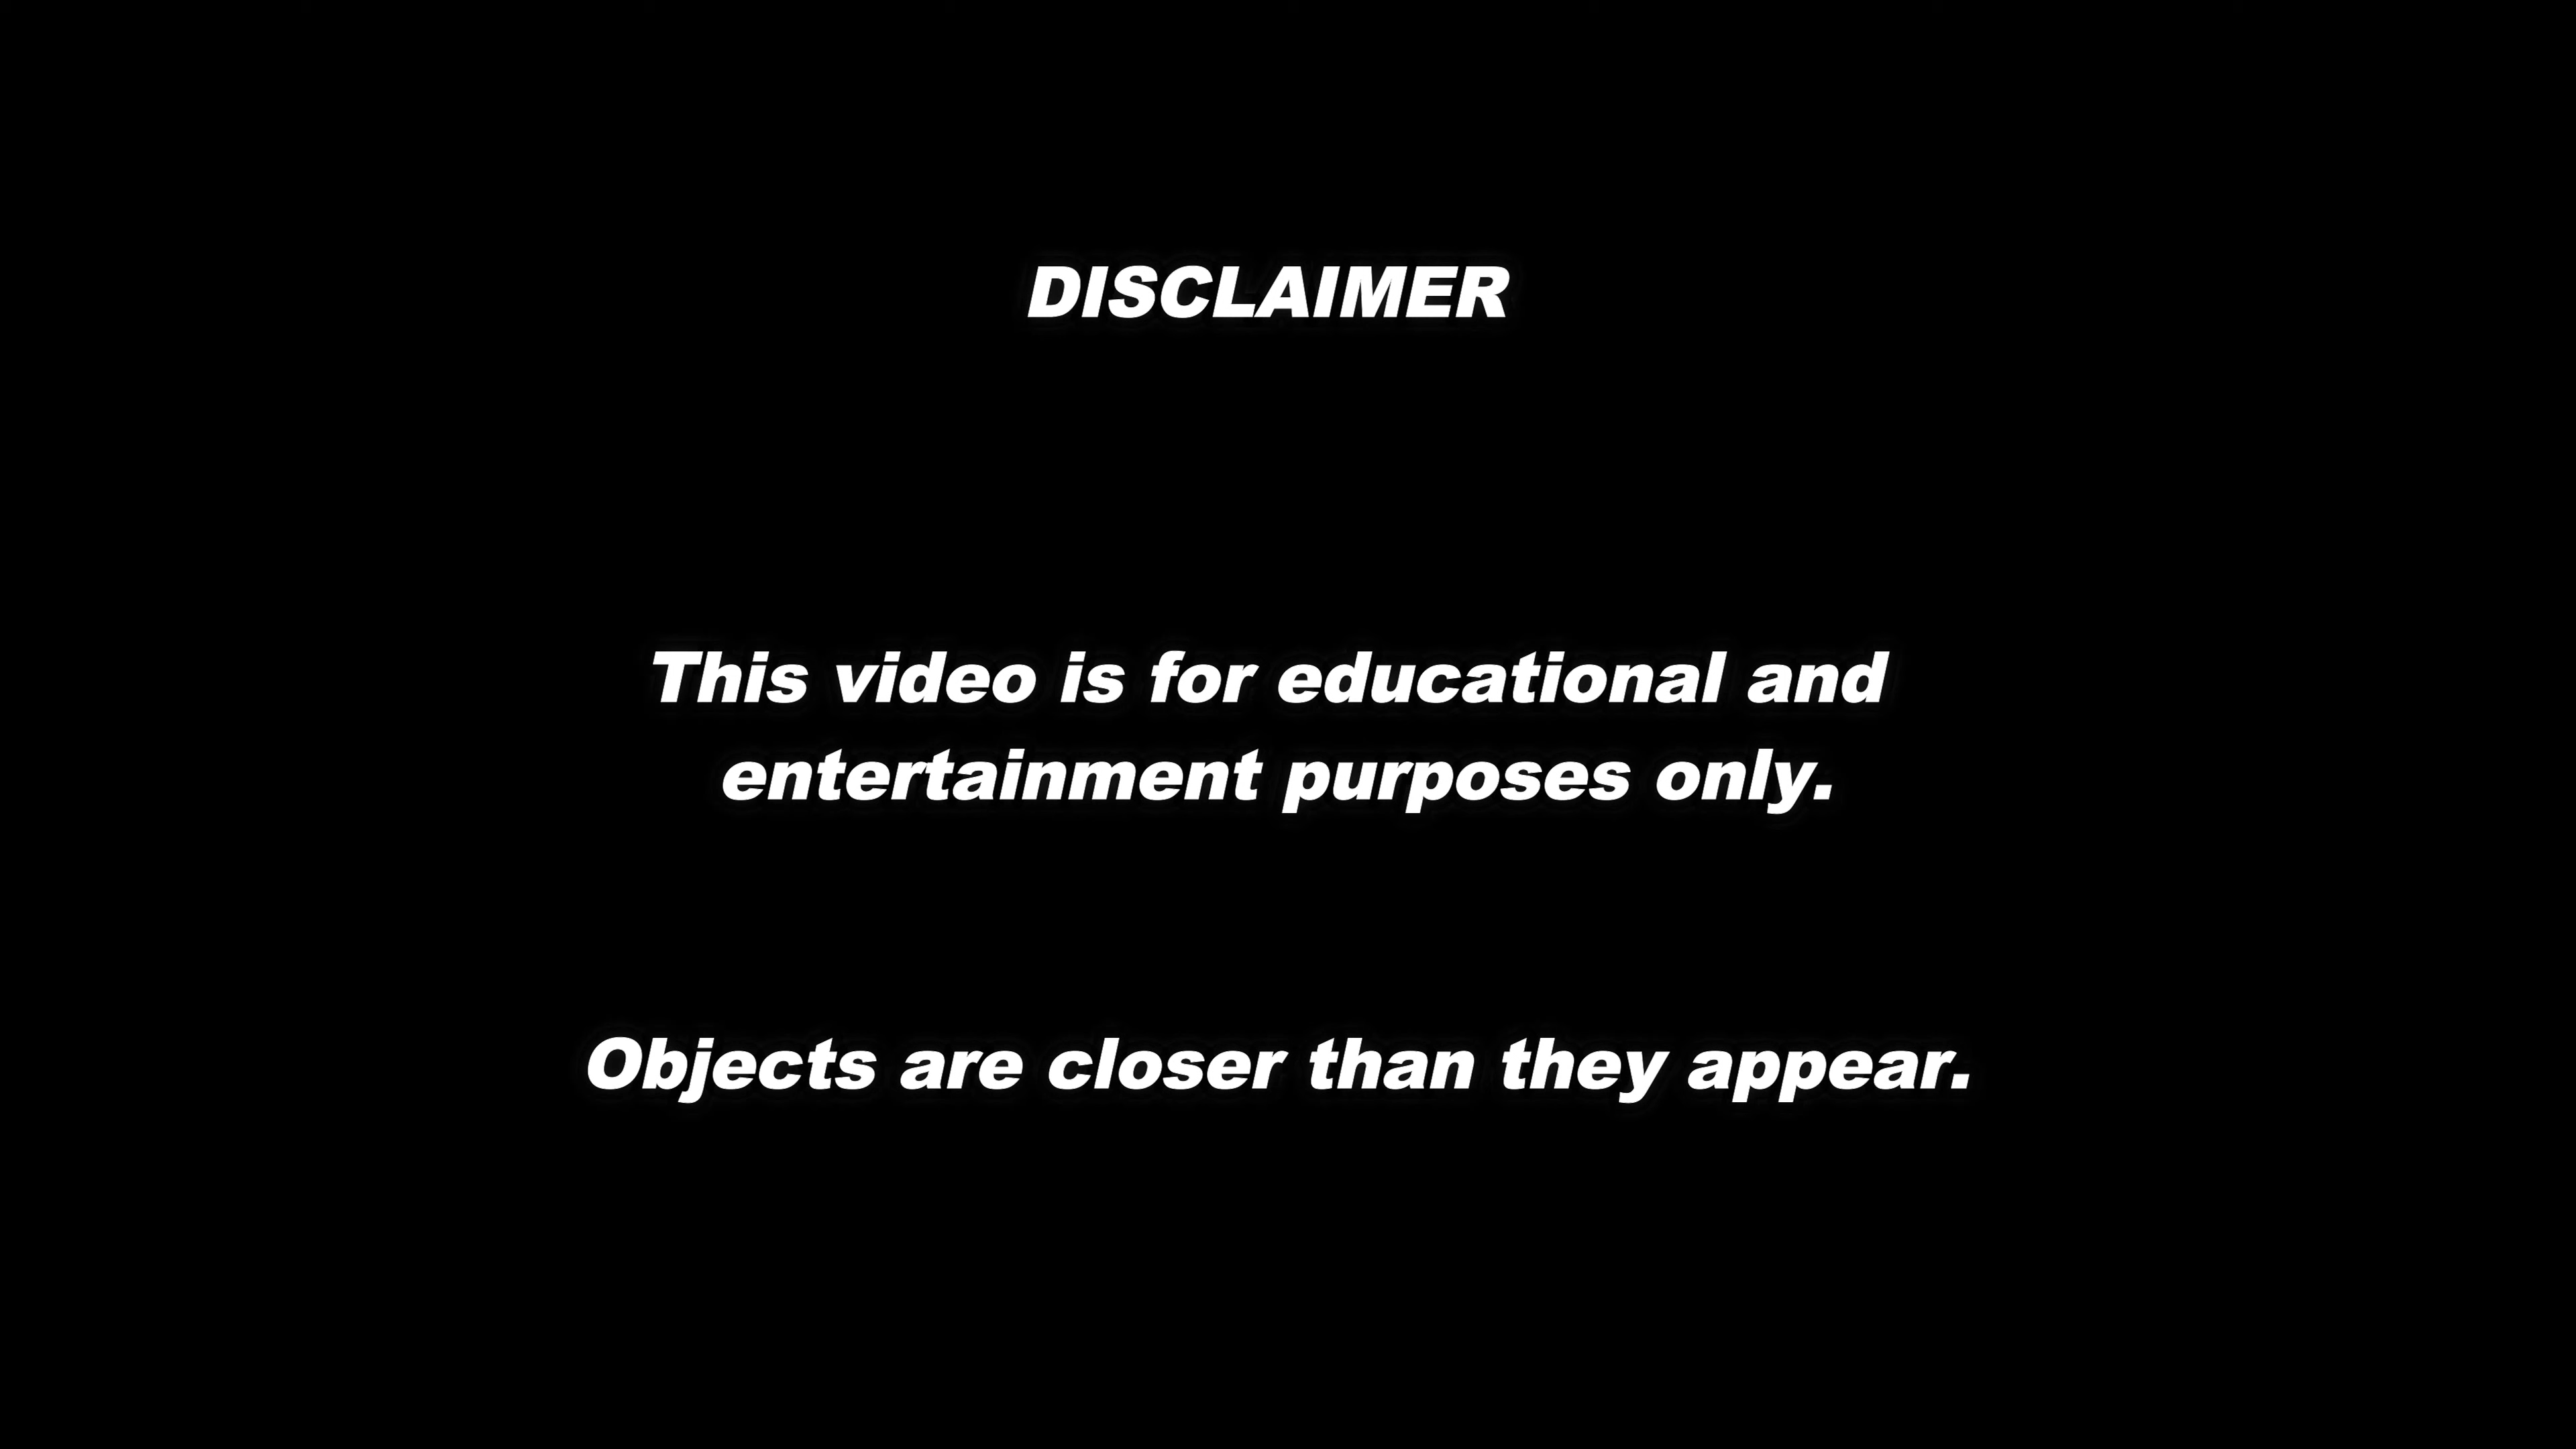 DISCLAIMER
This video is for educational and
entertainment purposes only.
Objects are closer than they appear.